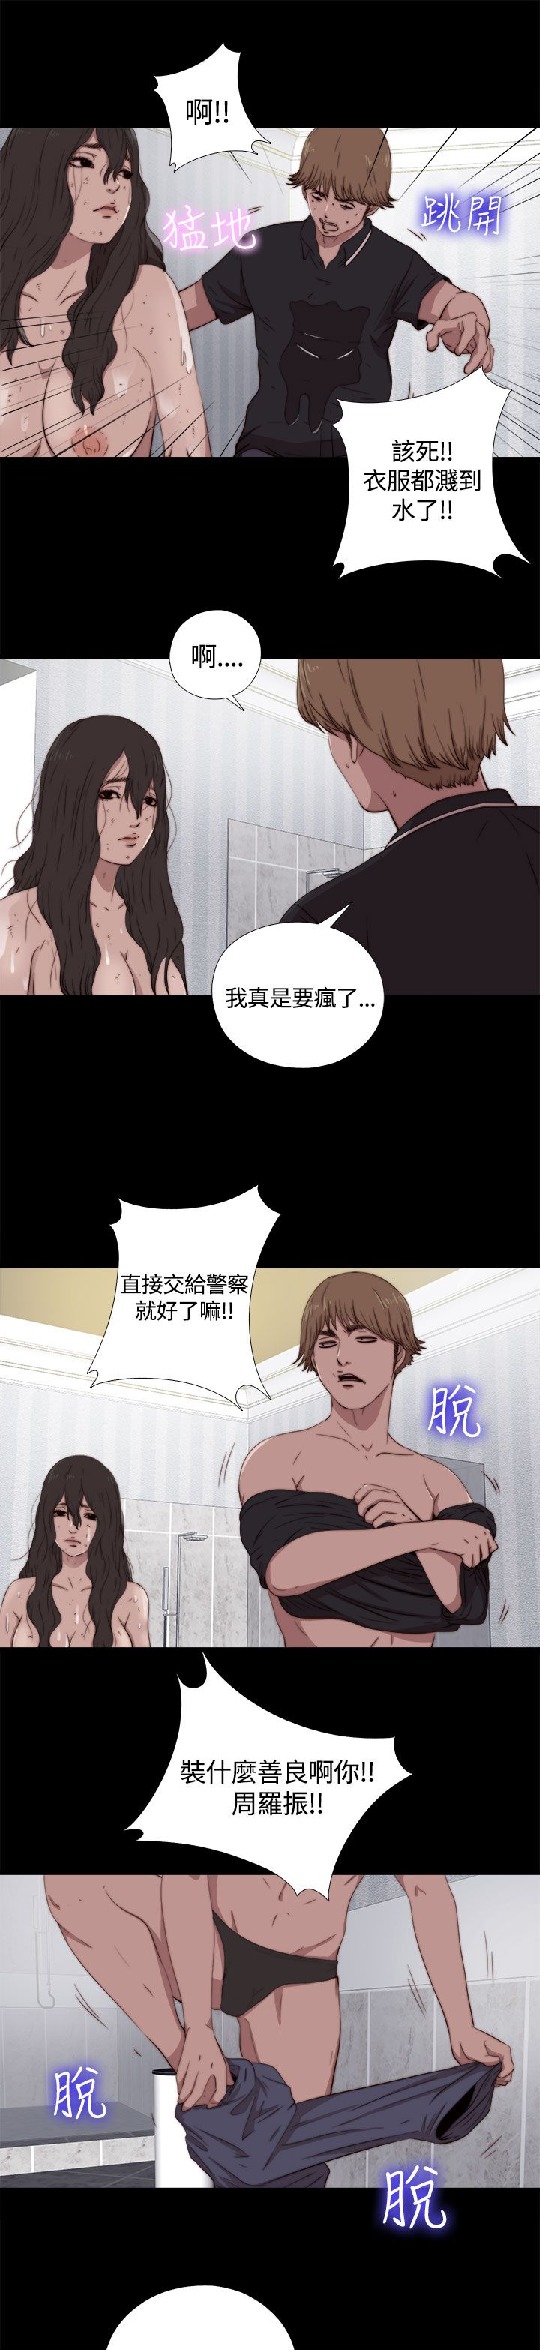 啊!!
猛地
跳開
該死!!
衣服都濺到
水了!!
啊....
我真是要瘋了...
直接交給警察
就好了嘛!!
脫
裝什麼善良啊你!!
周羅振!!
脫
脫